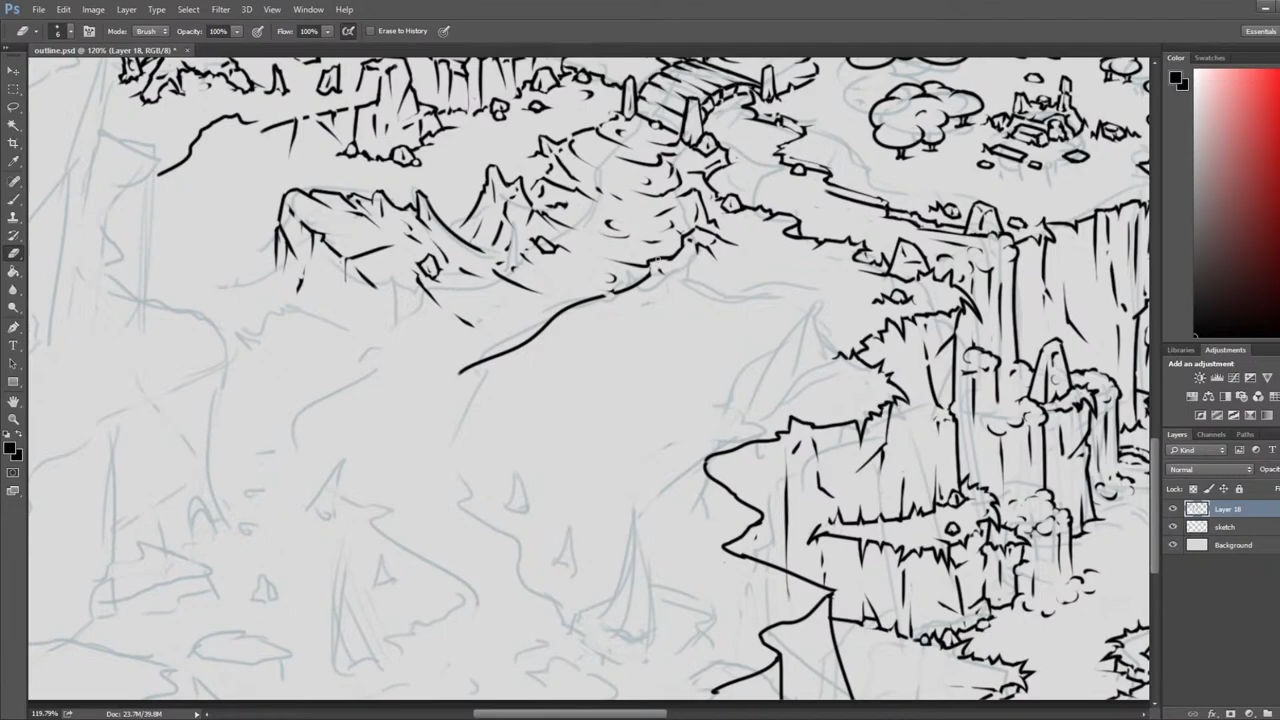 Ps File Edit Image Layer Type Select Filter 3D View Window Help
6 Mode: Brush Opacity: 100% Flow: 100% Erase to History Essentials
outline.psd @ 120% (Layer 18, RGB/8) * ×
Color Swatches
Libraries Adjustments
Add an adjustment
Layers Channels Paths
Kind
Normal Opac
Lock:
Layer 18
sketch
Background
119.79% Doc: 23.7M/39.8M